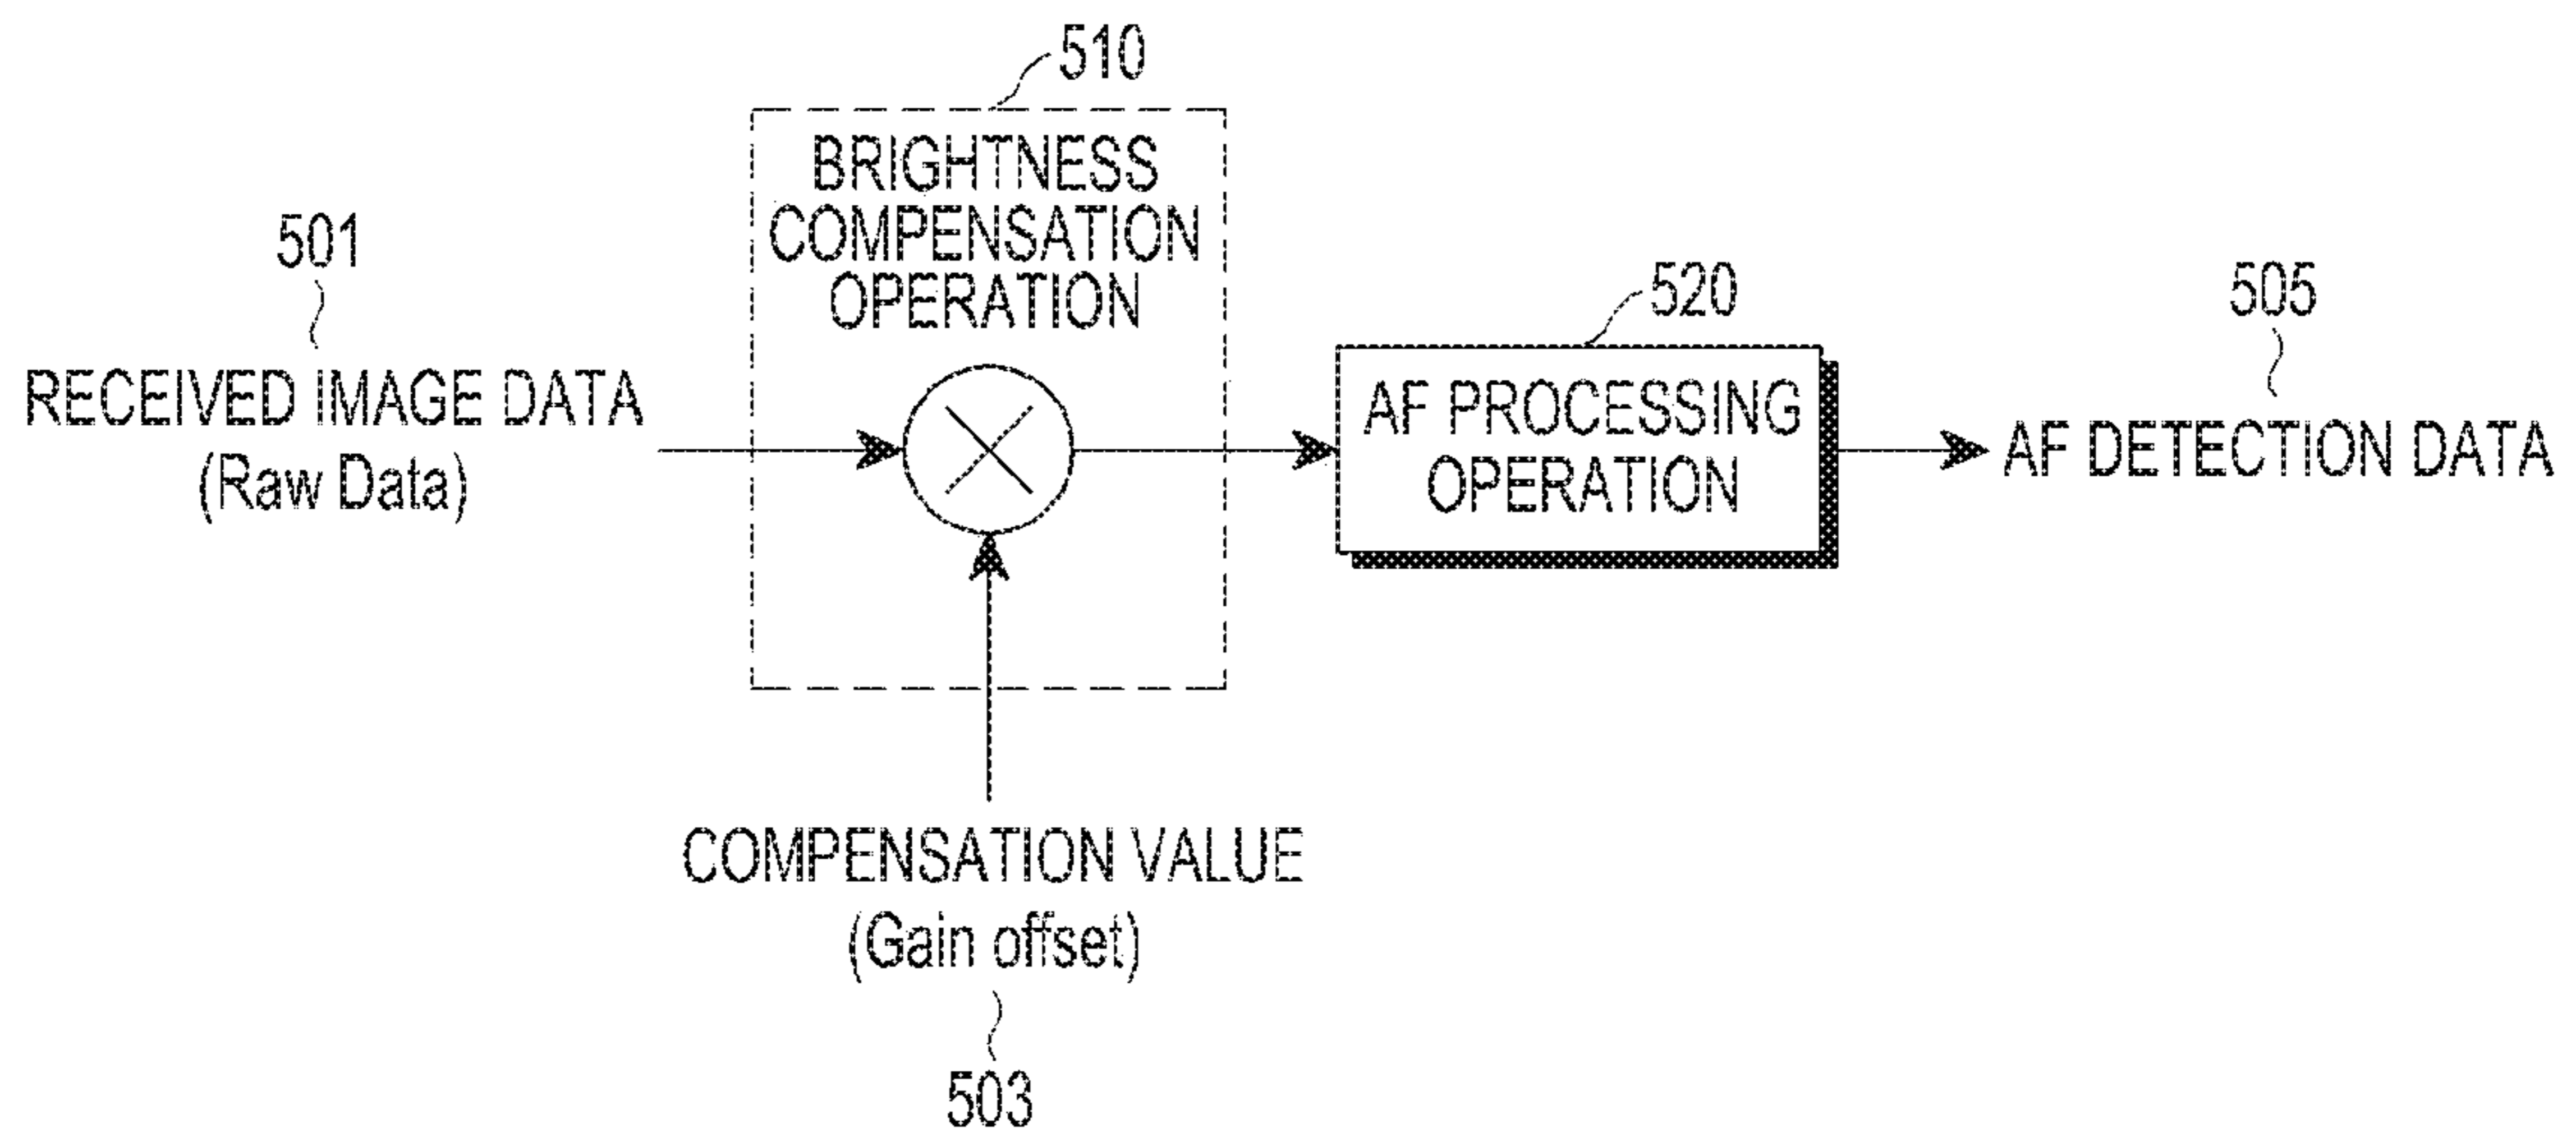 510
BRIGHTNESS
COMPENSATION
OPERATION
501
RECEIVED IMAGE DATA
(Raw Data)
520
AF PROCESSING
OPERATION
505
AF DETECTION DATA
COMPENSATION VALUE
(Gain offset)
503